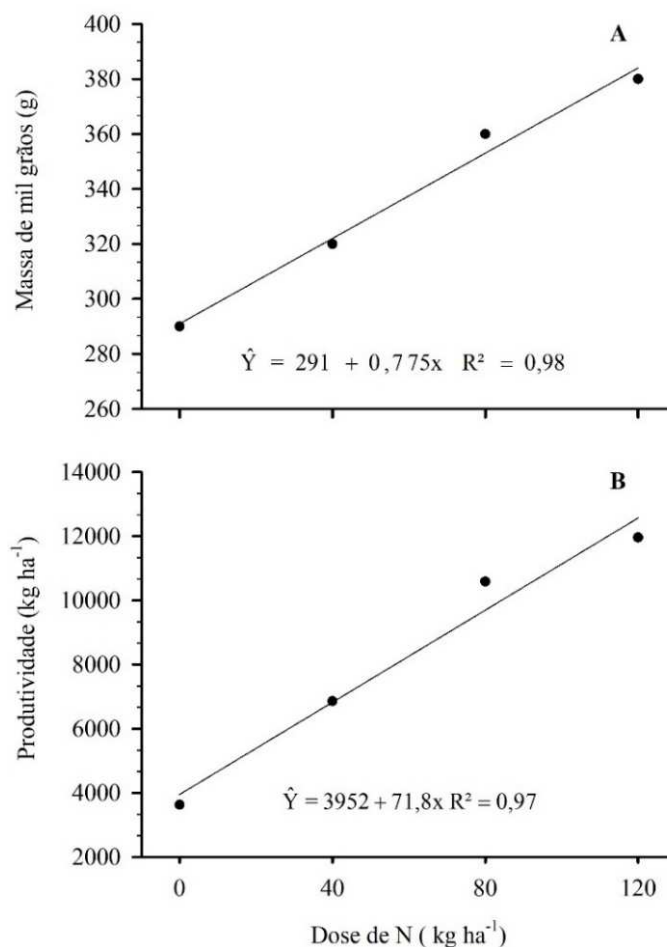 A
Massa de mil grãos (g)
400
380
360
340
320
300
280
260
Ŷ = 291 + 0,775x R² = 0,98
B
Produtividade (kg ha⁻¹)
14000
12000
10000
8000
6000
4000
2000
Ŷ = 3952 + 71,8x R² = 0,97
0 40 80 120
Dose de N ( kg ha⁻¹)